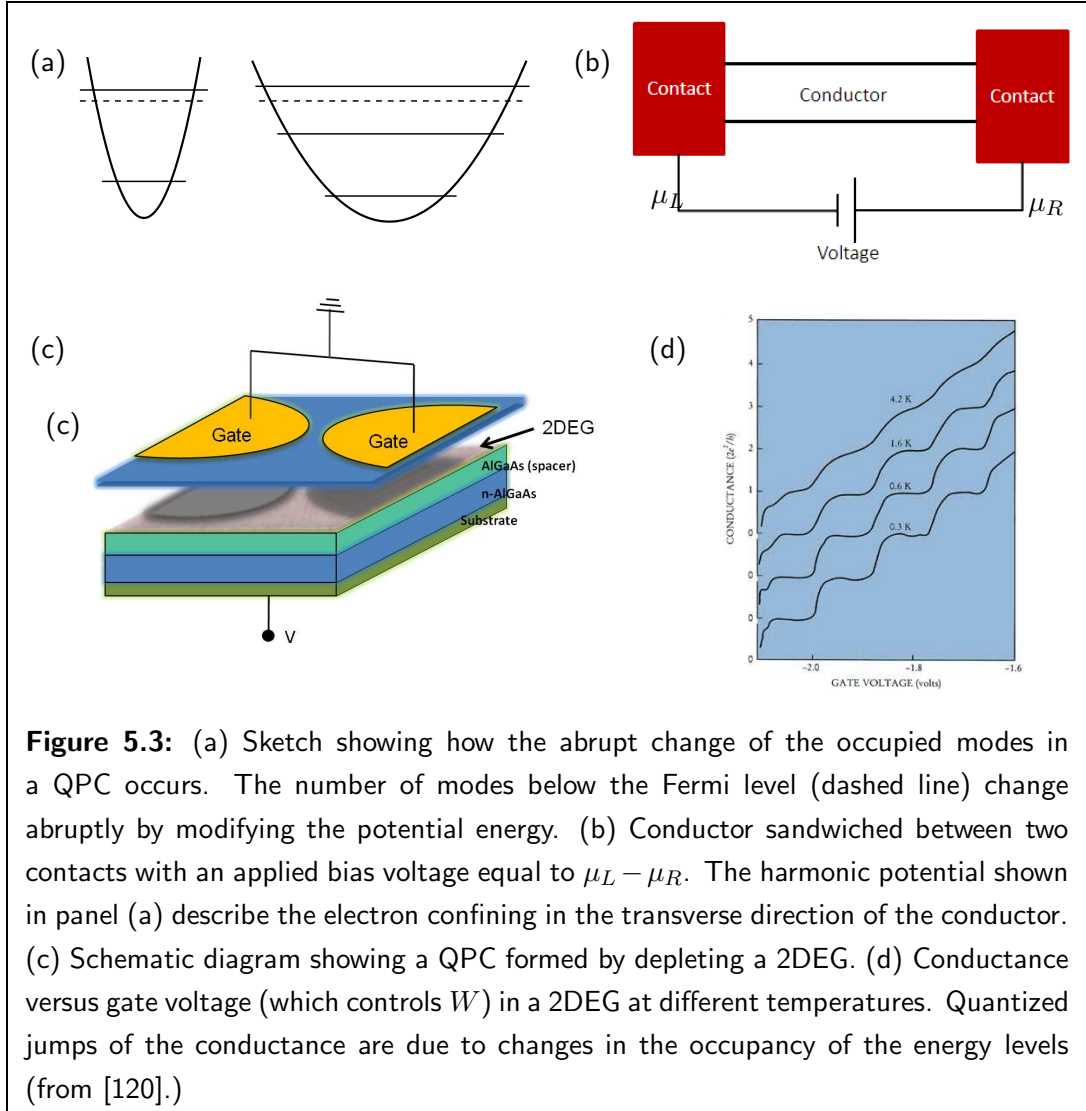 (a)
(b)
Contact
Conductor
Contact
μL
μR
Voltage
(c)
(c)
Gate
Gate
2DEG
AlGaAs (spacer)
n-AlGaAs
Substrate
V
(d)
CONDUCTANCE (2e²/h)
5
4
3
2
1
0
0
0
0
4.2 K
1.6 K
0.6 K
0.3 K
−2.0
−1.8
−1.6
GATE VOLTAGE (volts)
Figure 5.3: (a) Sketch showing how the abrupt change of the occupied modes in
a QPC occurs. The number of modes below the Fermi level (dashed line) change
abruptly by modifying the potential energy. (b) Conductor sandwiched between two
contacts with an applied bias voltage equal to μL − μR. The harmonic potential shown
in panel (a) describe the electron confining in the transverse direction of the conductor.
(c) Schematic diagram showing a QPC formed by depleting a 2DEG. (d) Conductance
versus gate voltage (which controls W) in a 2DEG at different temperatures. Quantized
jumps of the conductance are due to changes in the occupancy of the energy levels
(from [120].)